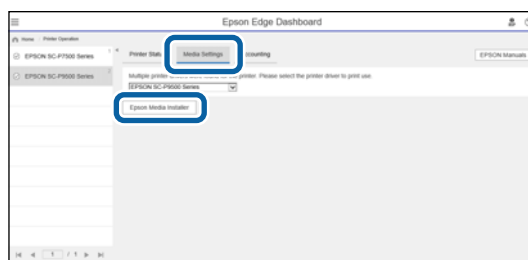 Epson Edge Dashboard
Home Printer Operation
EPSON SC-P7500 Series
EPSON SC-P9500 Series
Printer Status Media Settings Accounting
EPSON Manuals
Multiple printer drivers were found for the printer. Please select the printer driver to print use.
EPSON SC-P9500 Series
Epson Media Installer
1 / 1